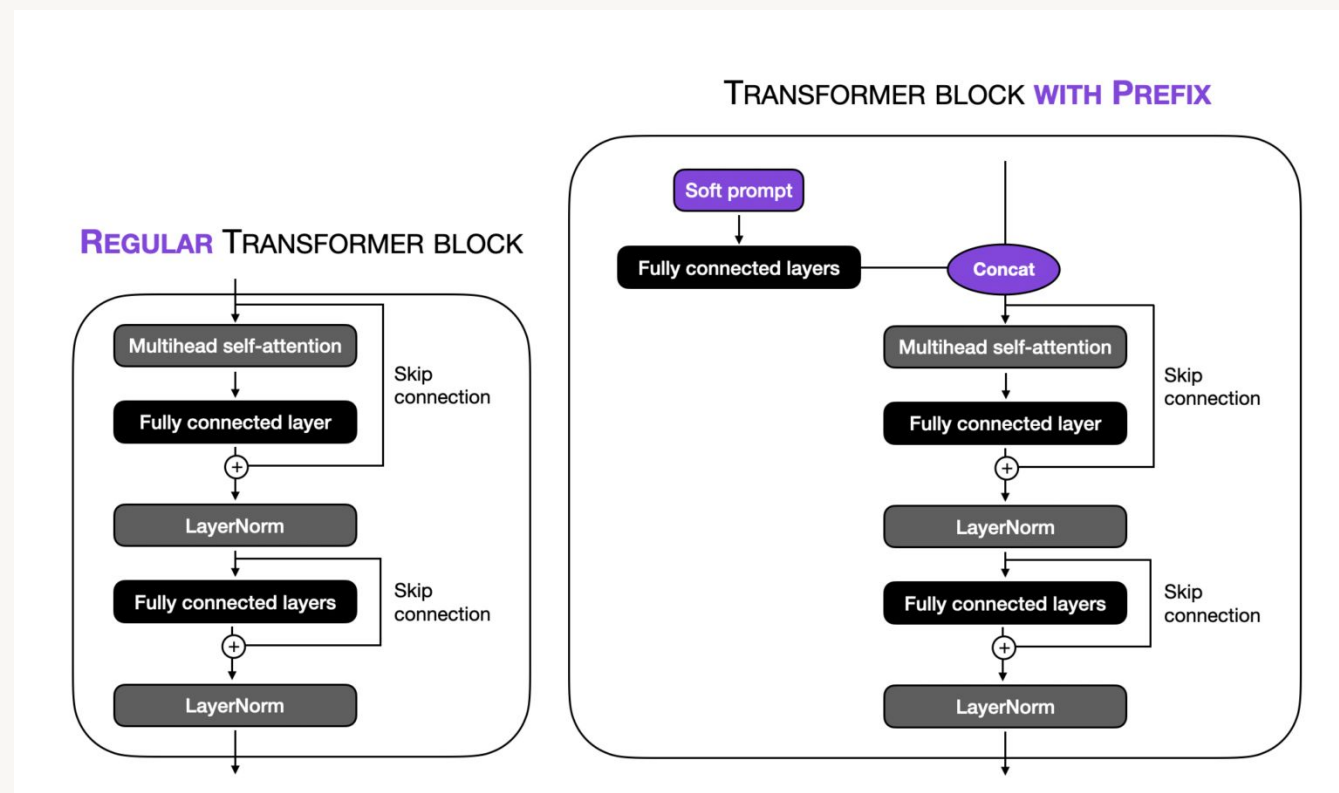 REGULAR TRANSFORMER BLOCK
Multihead self-attention
Skip
connection
Fully connected layer
+
LayerNorm
Fully connected layers
Skip
connection
+
LayerNorm
TRANSFORMER BLOCK WITH PREFIX
Soft prompt
Fully connected layers
Concat
Multihead self-attention
Skip
connection
Fully connected layer
+
LayerNorm
Fully connected layers
Skip
connection
+
LayerNorm